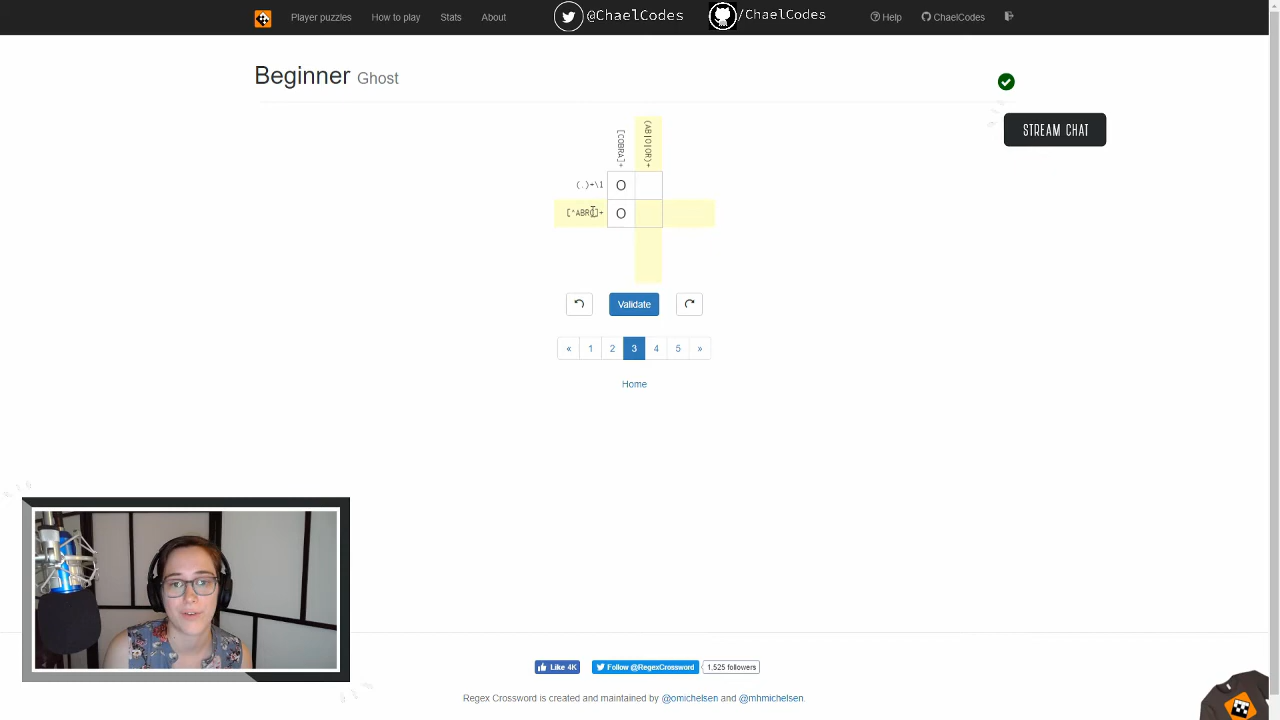 Player puzzles How to play Stats About @ChaelCodes /ChaelCodes Help ChaelCodes
Beginner Ghost
STREAM CHAT
[COBRA]+
(AB|O|OR)+
(.)+\1 O
O
Validate
« 1 2 3 4 5 »
Home
Like 4K Follow @RegexCrossword 1,525 followers
Regex Crossword is created and maintained by @omichelsen and @mhmichelsen.